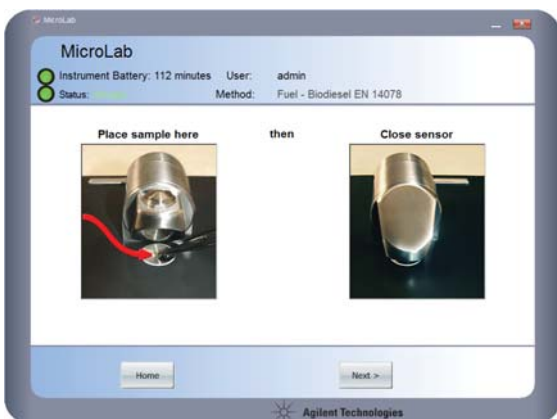 MicroLab
MicroLab
Instrument Battery: 112 minutes User: admin
Status: Method: Fuel - Biodiesel EN 14078
Place sample here then Close sensor
Home Next >
Agilent Technologies